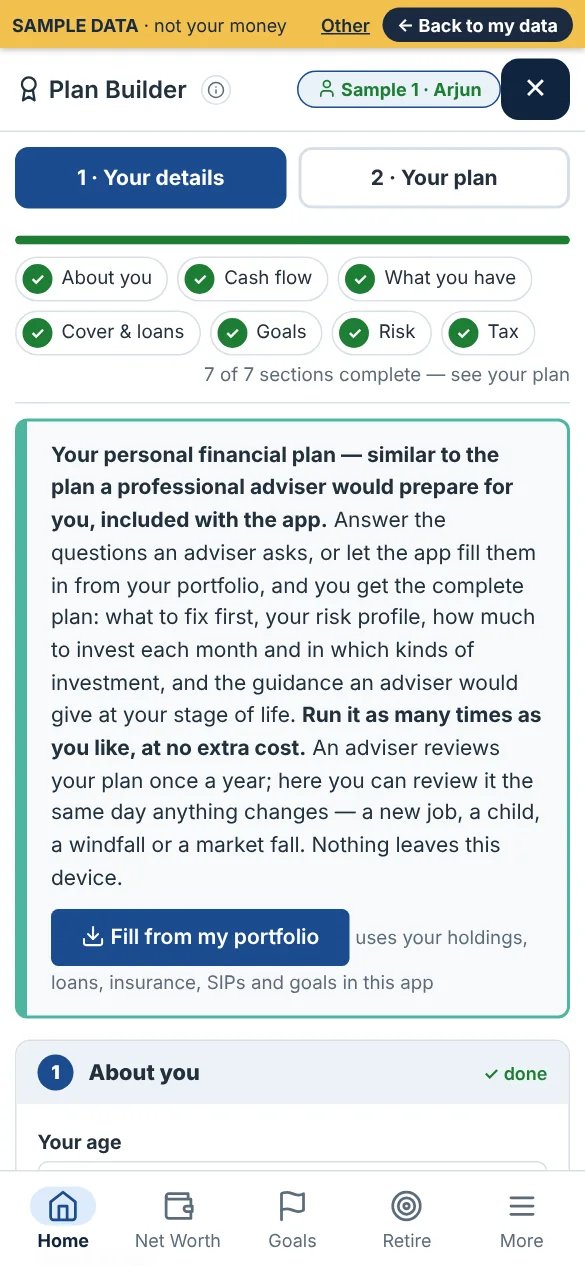 SAMPLE DATA · not your money Other ← Back to my data
Plan Builder Sample 1 · Arjun ✕
1 · Your details 2 · Your plan
About you Cash flow What you have
Cover & loans Goals Risk Tax
7 of 7 sections complete — see your plan
Your personal financial plan — similar to the
plan a professional adviser would prepare for
you, included with the app. Answer the
questions an adviser asks, or let the app fill them
in from your portfolio, and you get the complete
plan: what to fix first, your risk profile, how much
to invest each month and in which kinds of
investment, and the guidance an adviser would
give at your stage of life. Run it as many times as
you like, at no extra cost. An adviser reviews
your plan once a year; here you can review it the
same day anything changes — a new job, a child,
a windfall or a market fall. Nothing leaves this
device.
Fill from my portfolio uses your holdings,
loans, insurance, SIPs and goals in this app
1 About you ✓ done
Your age
Home Net Worth Goals Retire More